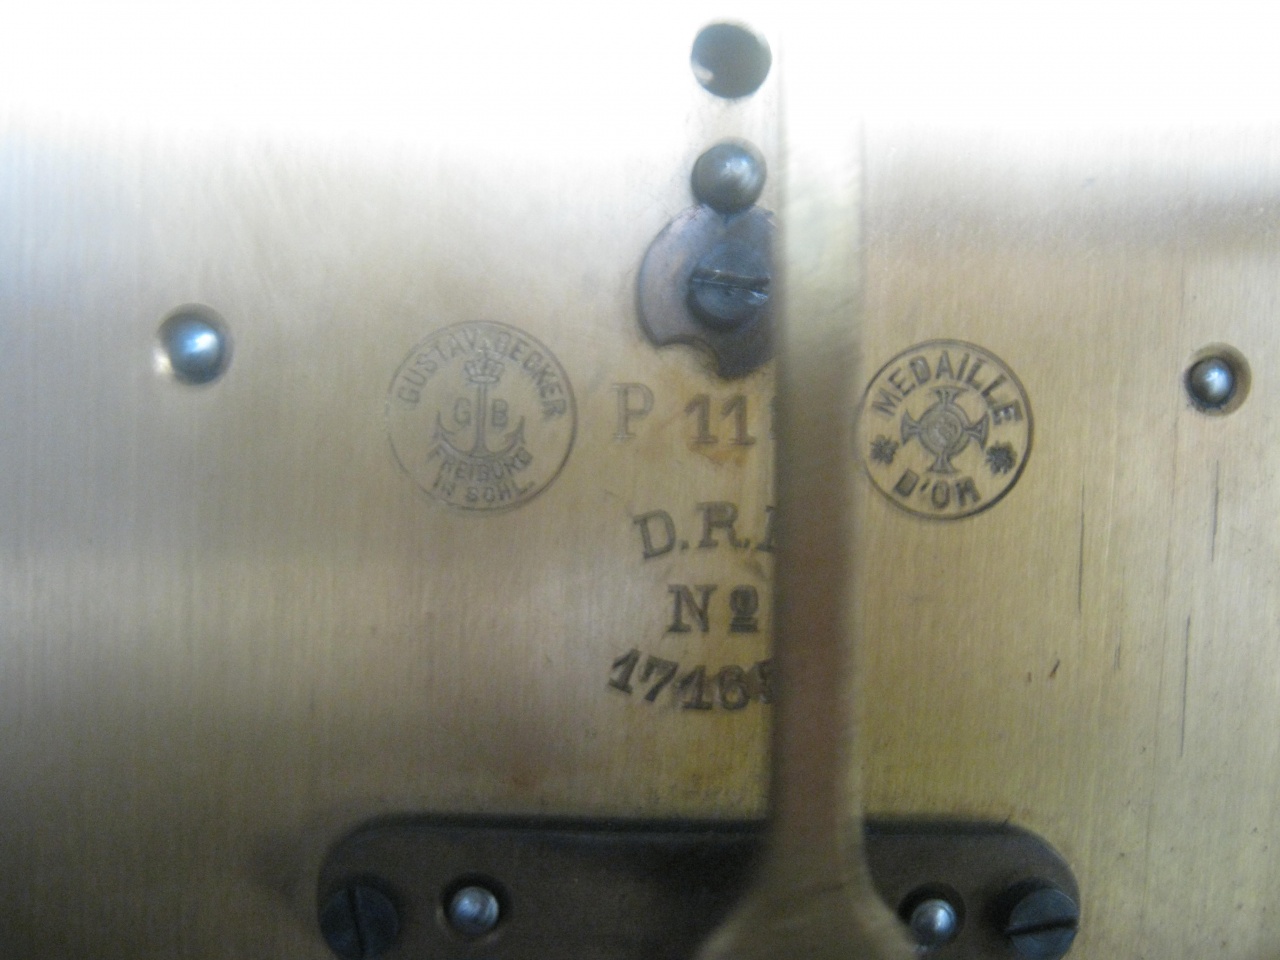 GUSTAV BECKER
G B
FREIBURG
IN SCHL.
P 11
MEDAILLE
D'OR
D.R.
Nº
1716